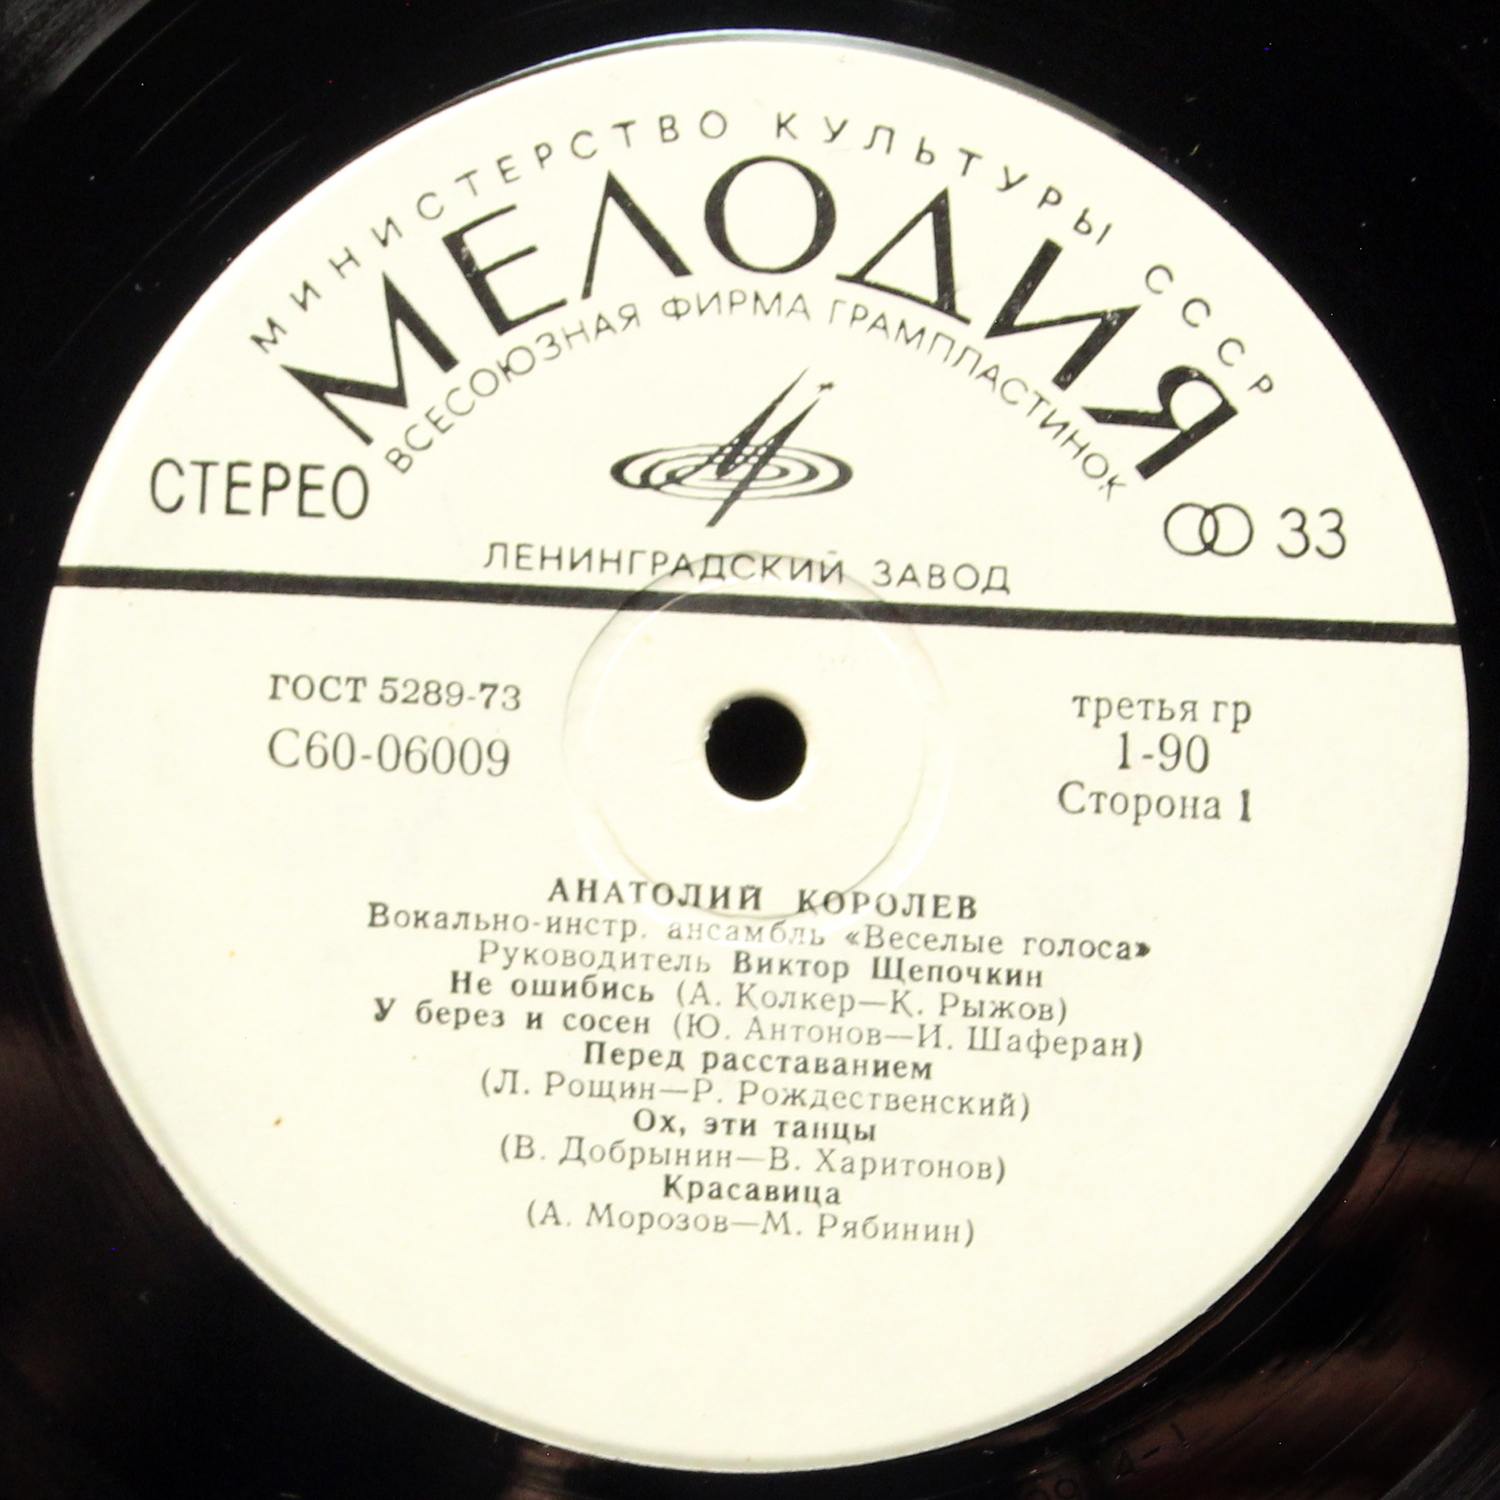 МИНИСТЕРСТВО КУЛЬТУРЫ СССР
МЕЛОДИЯ
ВСЕСОЮЗНАЯ ФИРМА ГРАМПЛАСТИНОК
СТЕРЕО
33
ЛЕНИНГРАДСКИЙ ЗАВОД
ГОСТ 5289-73
С60-06009
третья гр
1-90
Сторона 1
АНАТОЛИЙ КОРОЛЕВ
Вокально-инстр. ансамбль «Веселые голоса»
Руководитель Виктор Щепочкин
Не ошибись (А. Колкер—К. Рыжов)
У берез и сосен (Ю. Антонов—И. Шаферан)
Перед расставанием
(Л. Рощин—Р. Рождественский)
Ох, эти танцы
(В. Добрынин—В. Харитонов)
Красавица
(А. Морозов—М. Рябинин)